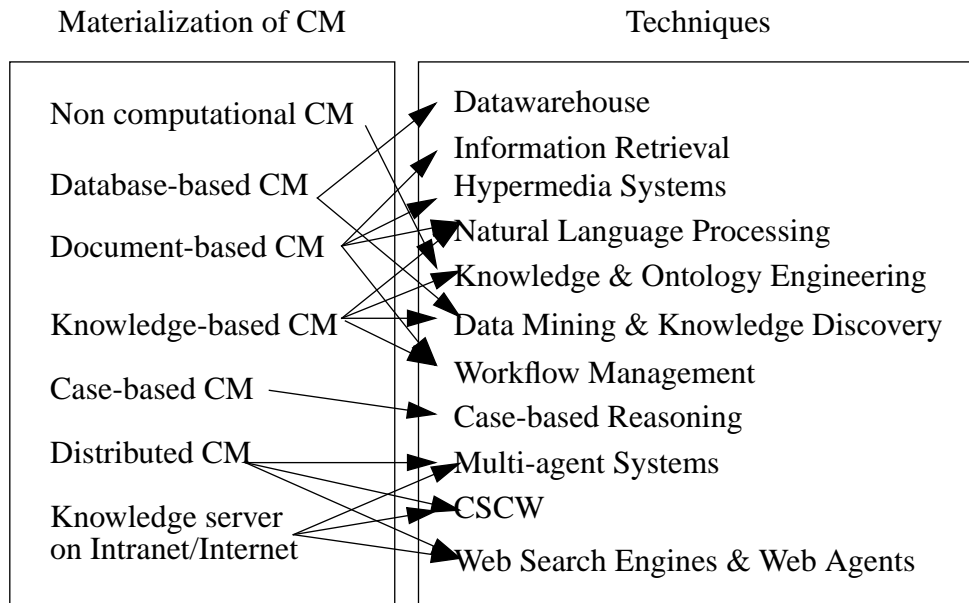 Materialization of CM
Techniques
Non computational CM
Database-based CM
Document-based CM
Knowledge-based CM
Case-based CM
Distributed CM
Knowledge server
on Intranet/Internet
Datawarehouse
Information Retrieval
Hypermedia Systems
Natural Language Processing
Knowledge & Ontology Engineering
Data Mining & Knowledge Discovery
Workflow Management
Case-based Reasoning
Multi-agent Systems
CSCW
Web Search Engines & Web Agents